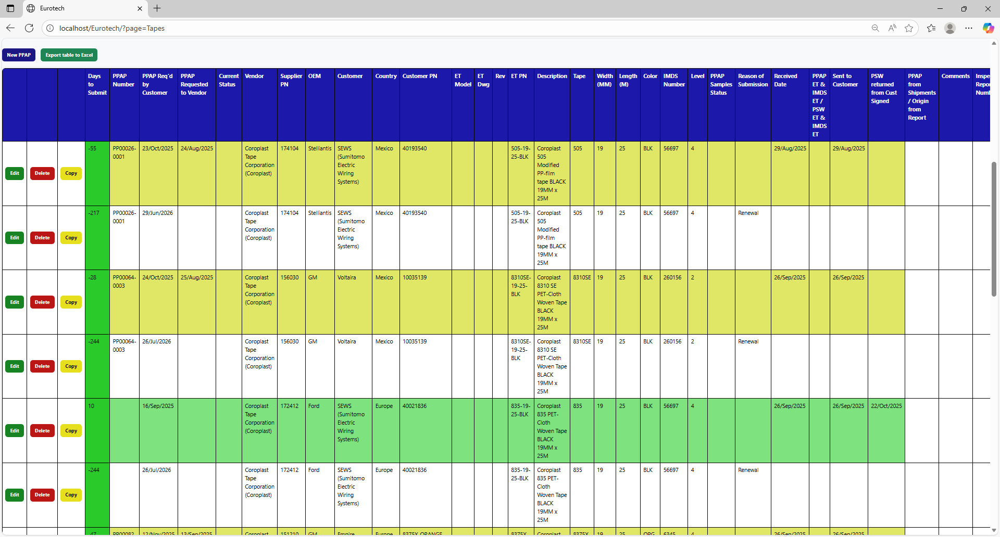 Eurotech
localhost/Eurotech/?page=Tapes
New PPAP
Export table to Excel
Days to Submit
PPAP Number
PPAP Req'd by Customer
PPAP Requested to Vendor
Current Status
Vendor
Supplier PN
OEM
Customer
Country
Customer PN
ET Model
ET Dwg
Rev
ET PN
Description
Tape
Width (MM)
Length (M)
Color
IMDS Number
Level
PPAP Samples Status
Reason of Submission
Received Date
PPAP ET & IMDS ET / PSW ET & IMDS ET
Sent to Customer
PSW returned from Cust Signed
PPAP from Shipments / Origin from Report
Comments
Edit Delete Copy -55 PP00026-0001 23/Oct/2025 24/Aug/2025 Coroplast Tape Corporation (Coroplast) 174104 Stelliantis SEWS (Sumitomo Electric Wiring Systems) Mexico 40193540 505-19-25-BLK Coroplast 505 Modified PP-film tape BLACK 19MM x 25M 505 19 25 BLK 56697 4 29/Aug/2025 29/Aug/2025
Edit Delete Copy -217 PP00026-0001 29/Jun/2026 Coroplast Tape Corporation (Coroplast) 174104 Stelliantis SEWS (Sumitomo Electric Wiring Systems) Mexico 40193540 505-19-25-BLK Coroplast 505 Modified PP-film tape BLACK 19MM x 25M 505 19 25 BLK 56697 4 Renewal
Edit Delete Copy -28 PP00064-0003 24/Oct/2025 25/Aug/2025 Coroplast Tape Corporation (Coroplast) 156030 GM Voltaira Mexico 10035139 8310SE-19-25-BLK Coroplast 8310 SE PET-Cloth Woven Tape BLACK 19MM x 25M 8310SE 19 25 BLK 260156 2 26/Sep/2025 26/Sep/2025
Edit Delete Copy -244 PP00064-0003 26/Jul/2026 Coroplast Tape Corporation (Coroplast) 156030 GM Voltaira Mexico 10035139 8310SE-19-25-BLK Coroplast 8310 SE PET-Cloth Woven Tape BLACK 19MM x 25M 8310SE 19 25 BLK 260156 2 Renewal
Edit Delete Copy 10 16/Sep/2025 Coroplast Tape Corporation (Coroplast) 172412 Ford SEWS (Sumitomo Electric Wiring Systems) Europe 40021836 835-19-25-BLK Coroplast 835 PET-Cloth Woven Tape BLACK 19MM x 25M 835 19 25 BLK 56697 4 26/Sep/2025 26/Sep/2025 22/Oct/2025
Edit Delete Copy -244 26/Jul/2026 Coroplast Tape Corporation (Coroplast) 172412 Ford SEWS (Sumitomo Electric Wiring Systems) Europe 40021836 835-19-25-BLK Coroplast 835 PET-Cloth Woven Tape BLACK 19MM x 25M 835 19 25 BLK 56697 4 Renewal
-47 PP00082- 12/Nov/2025 13/Sep/2025 Coroplast 151210 GM Empire Europe 8375X-ORANGE 8375X- Coroplast 8375X 19 25 ORG 6345 4 26/Sep/2025 26/Sep/2025